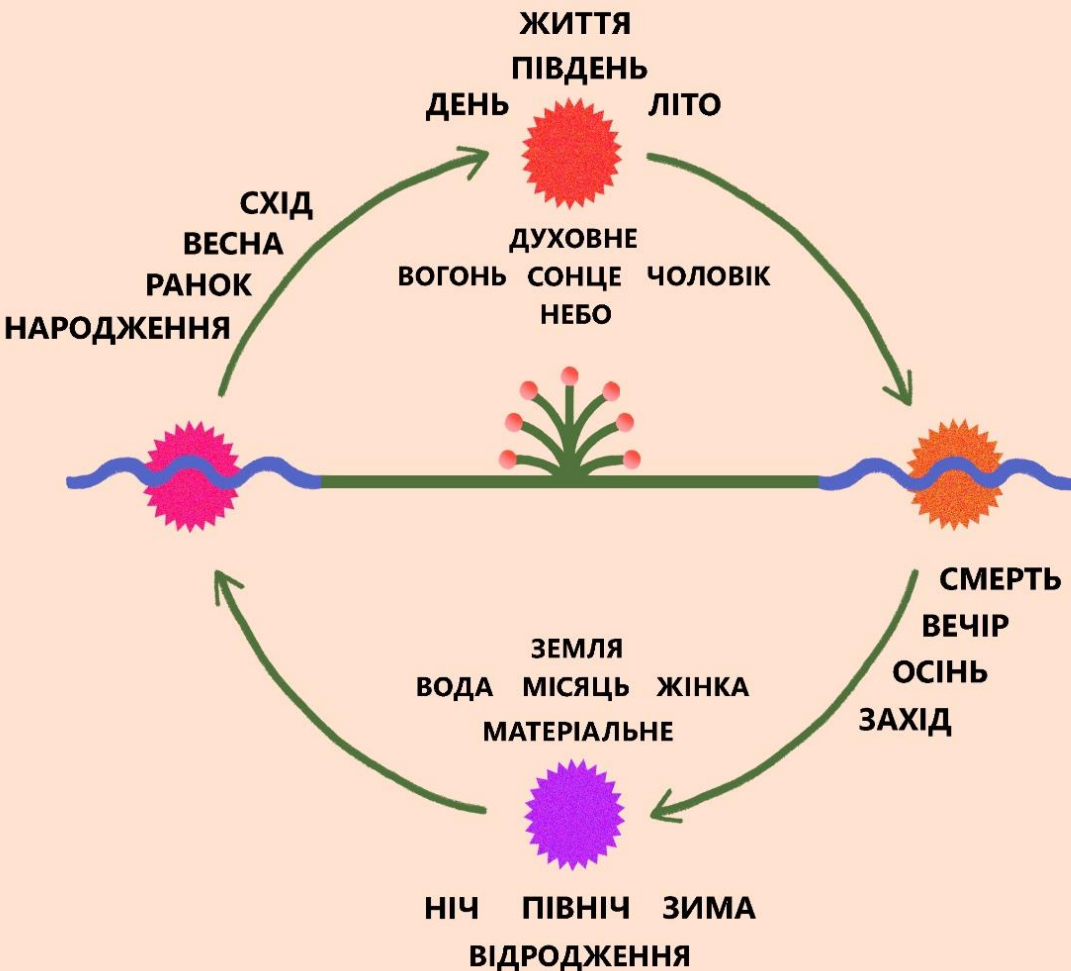 ЖИТТЯ
ПІВДЕНЬ
ДЕНЬ ЛІТО
СХІД
ВЕСНА
РАНОК
НАРОДЖЕННЯ
ДУХОВНЕ
ВОГОНЬ СОНЦЕ ЧОЛОВІК
НЕБО
СМЕРТЬ
ВЕЧІР
ОСІНЬ
ЗАХІД
ЗЕМЛЯ
ВОДА МІСЯЦЬ ЖІНКА
МАТЕРІАЛЬНЕ
НІЧ ПІВНІЧ ЗИМА
ВІДРОДЖЕННЯ